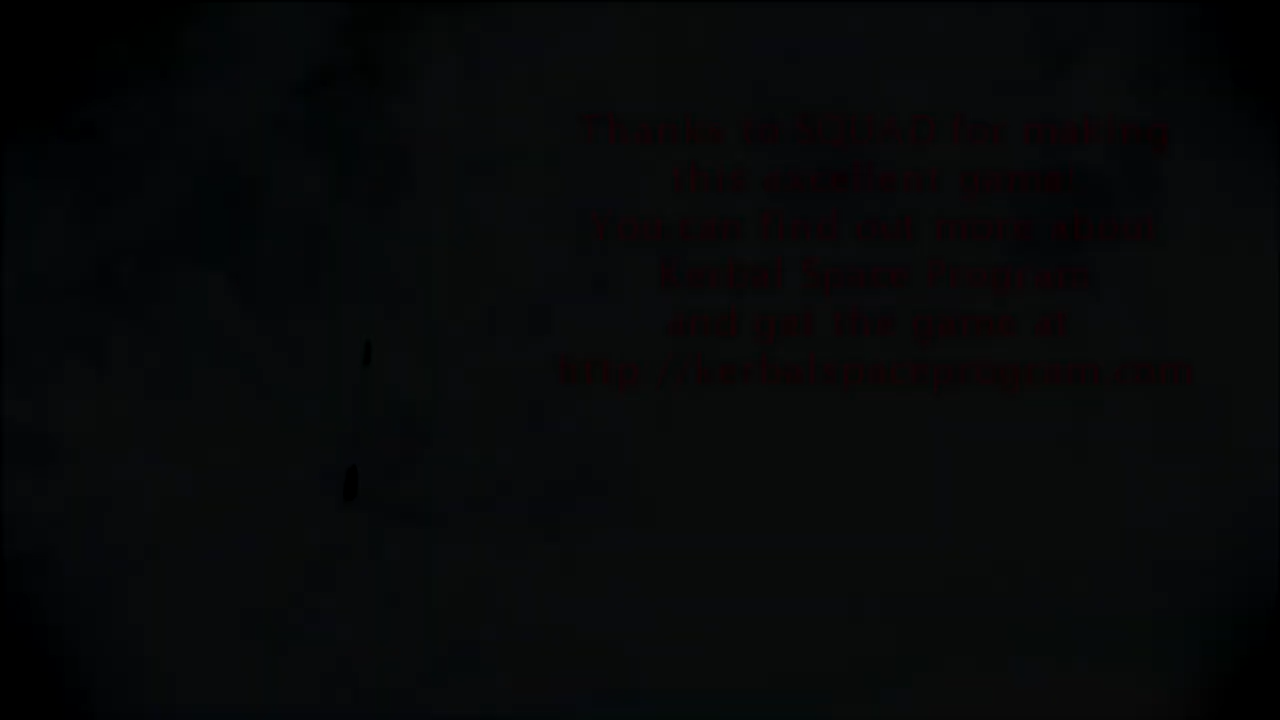 Thanks to SQUAD for making
this excellent game.
You can find out more about
Kerbal Space Program
and get the game at
http://kerbalspaceprogram.com